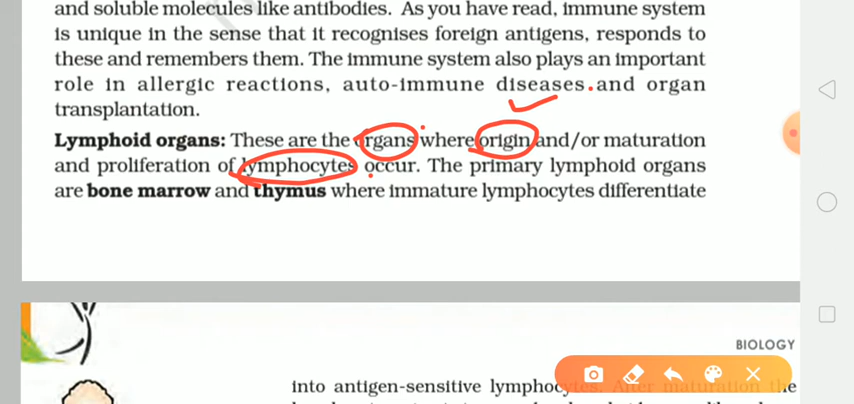 and soluble molecules like antibodies. As you have read, immune system
is unique in the sense that it recognises foreign antigens, responds to
these and remembers them. The immune system also plays an important
role in allergic reactions, auto-immune diseases and organ
transplantation.
Lymphoid organs: These are the organs where origin and/or maturation
and proliferation of lymphocytes occur. The primary lymphoid organs
are bone marrow and thymus where immature lymphocytes differentiate
BIOLOGY
into antigen-sensitive lymphocytes. After maturation the